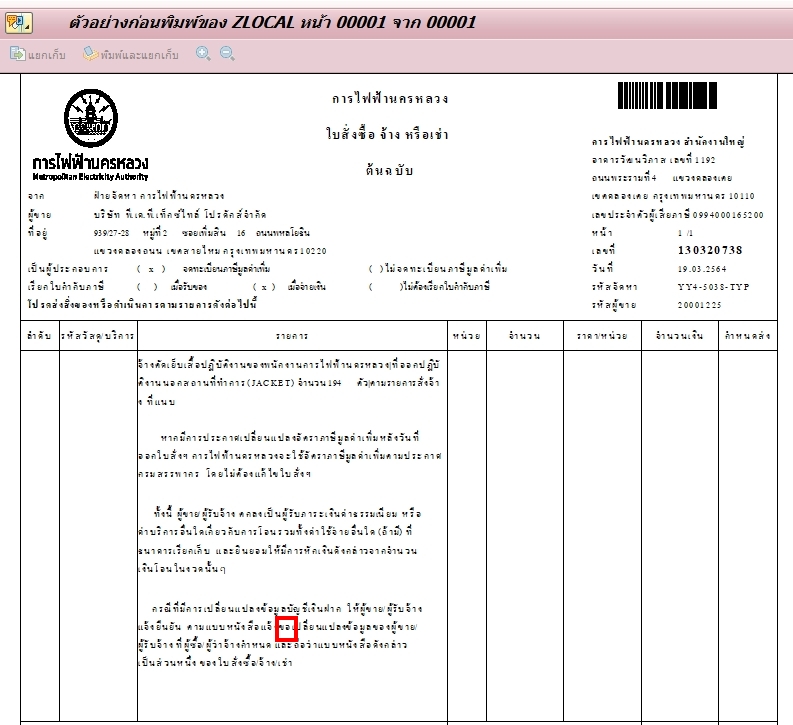 ตัวอย่างก่อนพิมพ์ของ ZLOCAL หน้า 00001 จาก 00001
แยกเก็บ พิมพ์และแยกเก็บ
การไฟฟ้านครหลวง
ใบสั่งซื้อ จ้าง หรือเช่า
ต้นฉบับ
การไฟฟ้านครหลวง
Metropolitan Electricity Authority
การไฟฟ้านครหลวง สำนักงานใหญ่
อาคารวัฒนวิภาส เลขที่ 1192
ถนนพระรามที่ 4 แขวงคลองเตย
เขตคลองเตย กรุงเทพมหานคร 10110
เลขประจำตัวผู้เสียภาษี 0994000165200
หน้า 1 /1
เลขที่ 130320738
วันที่ 19.03.2564
รหัสจัดหา YY4-5038-TYP
รหัสผู้ขาย 20001225
จาก ฝ่ายจัดหา การไฟฟ้านครหลวง
ผู้ขาย บริษัท พี.เค.พี.เท็กซ์ไทล์ โปรดักส์จำกัด
ที่อยู่ 939/27-28 หมู่ที่ 2 ซอยเพิ่มสิน 16 ถนนพหลโยธิน
แขวงคลองถนน เขตสายไหม กรุงเทพมหานคร 10220
เป็นผู้ประกอบการ ( x ) จดทะเบียนภาษีมูลค่าเพิ่ม ( )ไม่จดทะเบียนภาษีมูลค่าเพิ่ม
เรียกใบกำกับภาษี ( ) เมื่อรับของ ( x ) เมื่อจ่ายเงิน ( )ไม่ต้องเรียกใบกำกับภาษี
โปรดส่งสิ่งของหรือดำเนินการตามรายการดังต่อไปนี้
ลำดับ รหัสวัสดุ/บริการ รายการ หน่วย จำนวน ราคา/หน่วย จำนวนเงิน กำหนดส่ง
จ้างตัดเย็บเสื้อปฏิบัติงานของพนักงานการไฟฟ้านครหลวงที่ออกปฏิบั
ติงานนอกสถานที่ทำการ (JACKET) จำนวน 194 ตัวตามรายการสั่งจ้า
ง ที่แนบ
หากมีการประกาศเปลี่ยนแปลงอัตราภาษีมูลค่าเพิ่มหลังวันที่
ออกใบสั่งฯ การไฟฟ้านครหลวงจะใช้อัตราภาษีมูลค่าเพิ่มตามประกาศ
กรมสรรพากร โดยไม่ต้องแก้ไขใบสั่งฯ
ทั้งนี้ ผู้ขาย/ผู้รับจ้าง ตกลงเป็นผู้รับภาระเงินค่าธรรมเนียม หรือ
ค่าบริการอื่นใดเกี่ยวกับการโอนรวมทั้งค่าใช้จ่ายอื่นใด (ถ้ามี) ที่
ธนาคารเรียกเก็บ และยินยอมให้มีการหักเงินดังกล่าวจากจำนวน
เงินโอนในงวดนั้นๆ
กรณีที่มีการเปลี่ยนแปลงข้อมูลบัญชีเงินฝาก ให้ผู้ขาย/ผู้รับจ้าง
แจ้งยืนยัน ตามแบบหนังสือแจ้งขอเปลี่ยนแปลงข้อมูลของผู้ขาย/
ผู้รับจ้าง ที่ผู้ซื้อ/ผู้ว่าจ้างกำหนด และถือว่าแบบหนังสือดังกล่าว
เป็นส่วนหนึ่ง ของใบสั่งซื้อ/จ้าง/เช่า